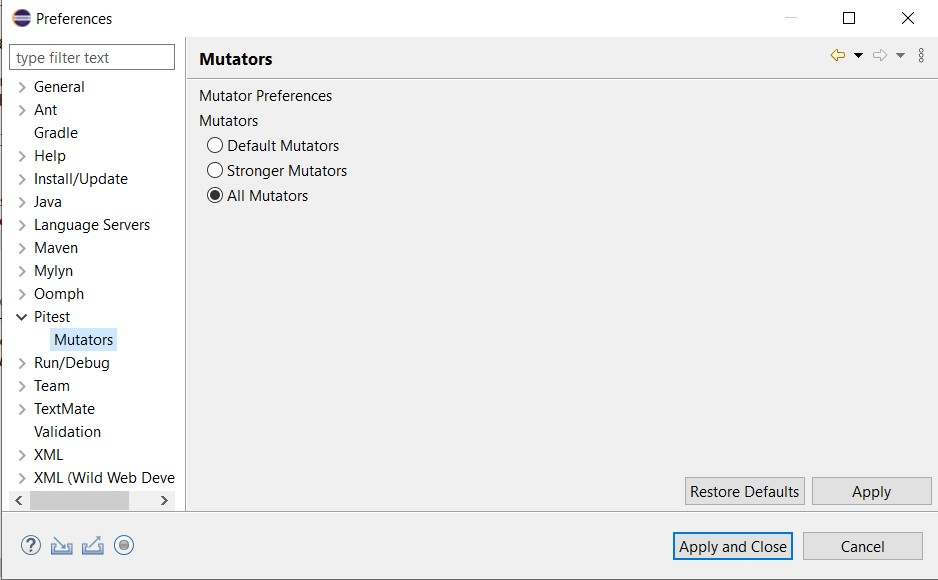 Preferences
type filter text
General
Ant
Gradle
Help
Install/Update
Java
Language Servers
Maven
Mylyn
Oomph
Pitest
Mutators
Run/Debug
Team
TextMate
Validation
XML
XML (Wild Web Deve
Mutators
Mutator Preferences
Mutators
Default Mutators
Stronger Mutators
All Mutators
Restore Defaults
Apply
Apply and Close
Cancel